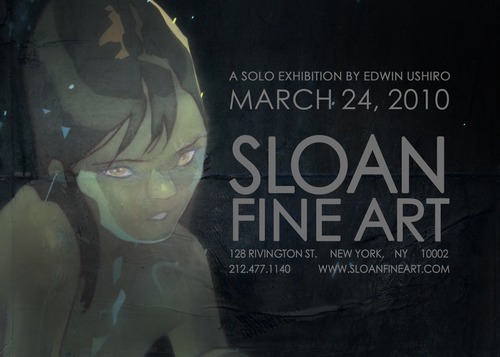 A SOLO EXHIBITION BY EDWIN USHIRO
MARCH 24, 2010
SLOAN
FINE ART
128 RIVINGTON ST. NEW YORK, NY 10002
212.477.1140 WWW.SLOANFINEART.COM